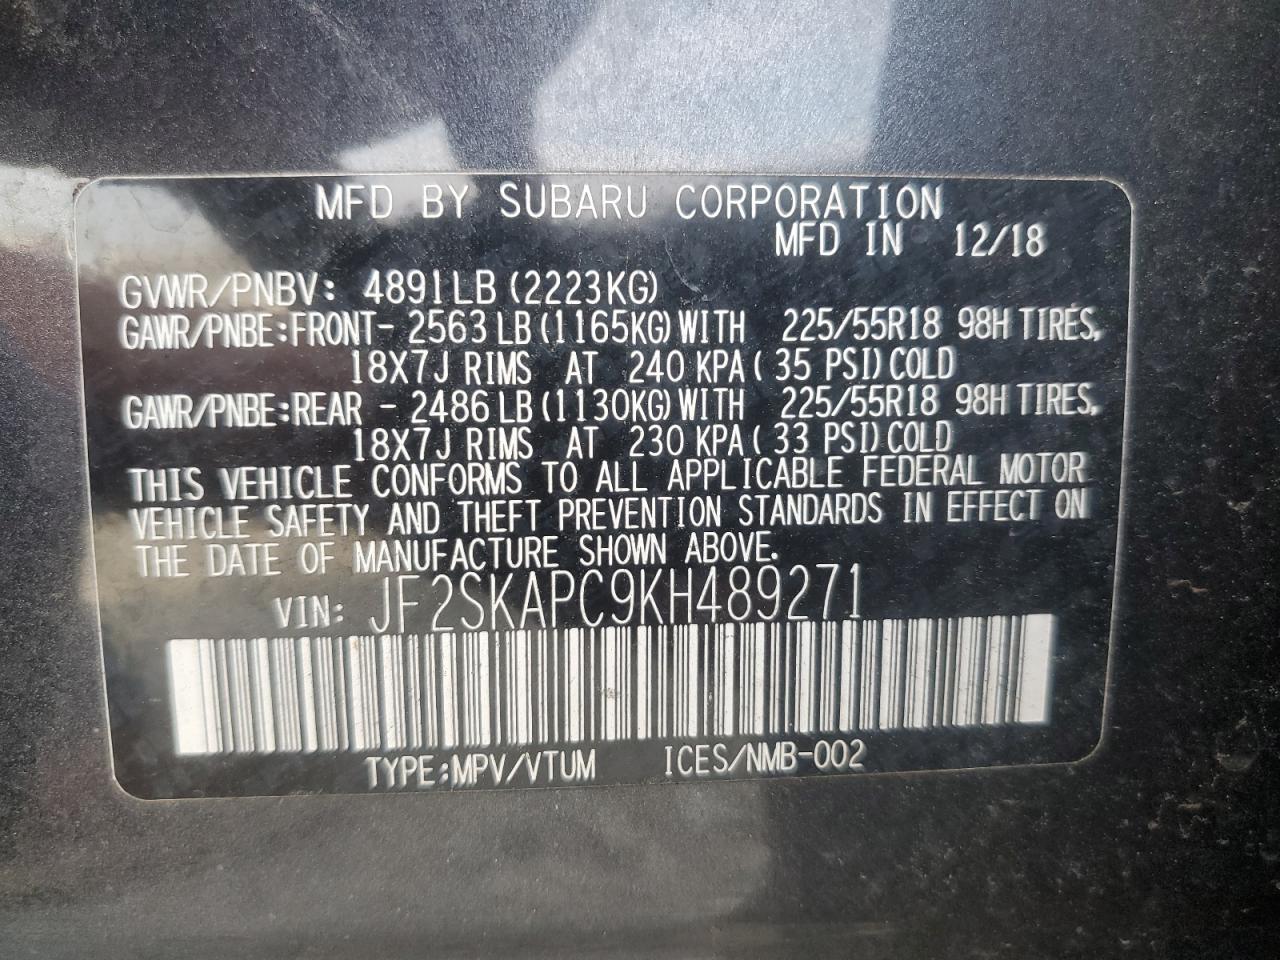 MFD BY SUBARU CORPORATION
MFD IN 12/18
GVWR/PNBV: 4891LB (2223KG)
GAWR/PNBE:FRONT- 2563 LB (1165KG) WITH 225/55R18 98H TIRES,
18X7J RIMS AT 240 KPA ( 35 PSI) COLD
GAWR/PNBE:REAR - 2486 LB (1130KG) WITH 225/55R18 98H TIRES,
18X7J RIMS AT 230 KPA ( 33 PSI) COLD
THIS VEHICLE CONFORMS TO ALL APPLICABLE FEDERAL MOTOR
VEHICLE SAFETY AND THEFT PREVENTION STANDARDS IN EFFECT ON
THE DATE OF MANUFACTURE SHOWN ABOVE.
VIN: JF2SKAPC9KH489271
TYPE:MPV/VTUM ICES/NMB-002